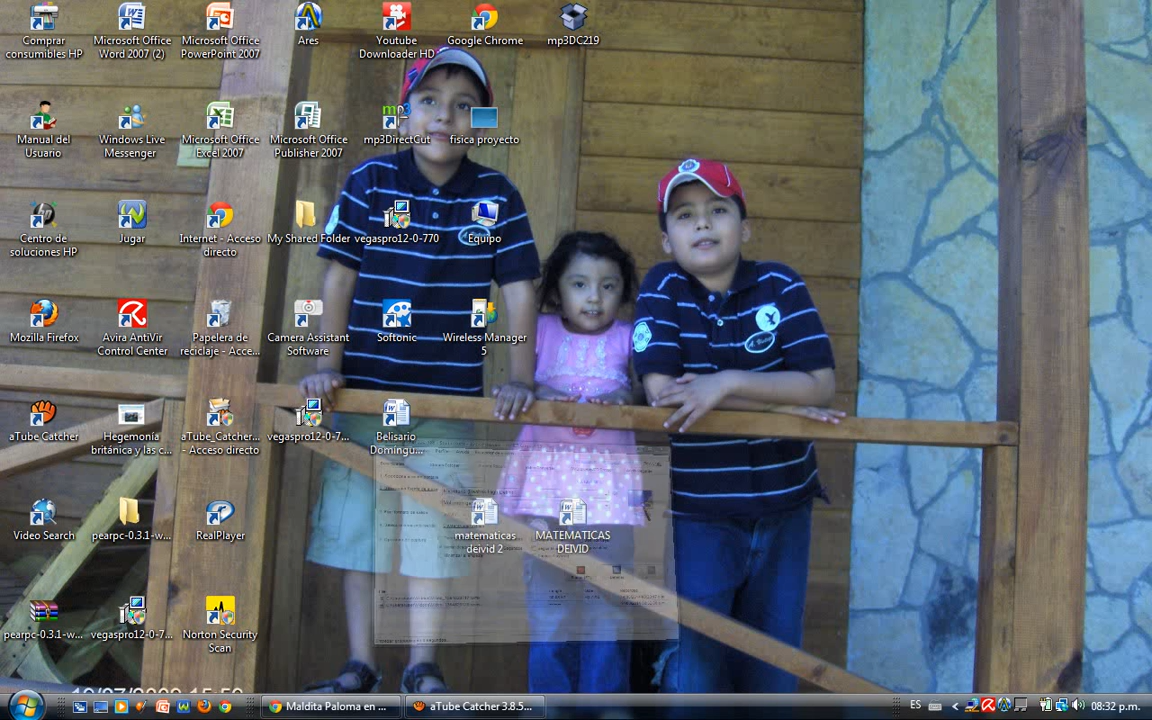 Comprar
consumibles HP
Microsoft Office
Word 2007 (2)
Microsoft Office
PowerPoint 2007
Ares
Youtube
Downloader HD
Google Chrome
mp3DC219
Manual del
Usuario
Windows Live
Messenger
Microsoft Office
Excel 2007
Microsoft Office
Publisher 2007
mp3DirectCut
fisica proyecto
Centro de
soluciones HP
Jugar
Internet - Acceso
directo
My Shared Folder
vegaspro12-0-770
Equipo
Mozilla Firefox
Avira AntiVir
Control Center
Papelera de
reciclaje - Acce...
Camera Assistant
Software
Softonic
Wireless Manager
5
aTube Catcher
Hegemonía
británica y las c...
aTube_Catcher...
- Acceso directo
vegaspro12-0-7...
Belisario
Domingu...
Video Search
pearpc-0.3.1-w...
RealPlayer
matematicas
deivid 2
MATEMATICAS
DEIVID
pearpc-0.3.1-w...
vegaspro12-0-7...
Norton Security
Scan
Maldita Paloma en ...
aTube Catcher 3.8.5...
ES
08:32 p.m.